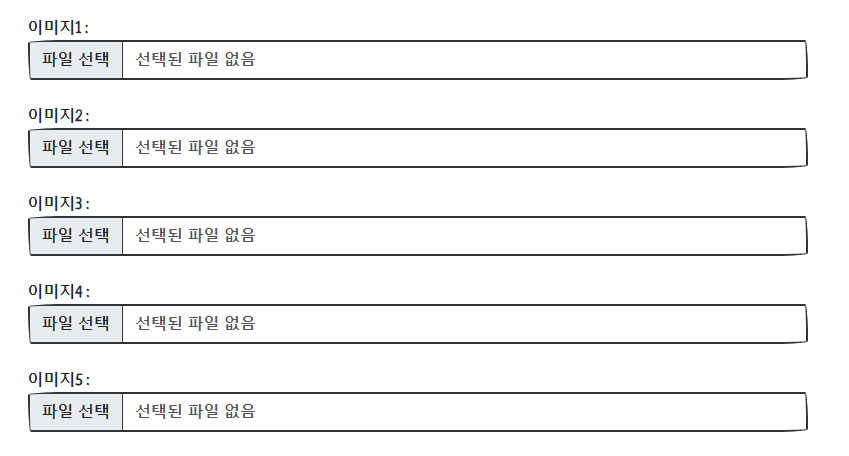 이미지1 :
파일 선택 선택된 파일 없음
이미지2 :
파일 선택 선택된 파일 없음
이미지3 :
파일 선택 선택된 파일 없음
이미지4 :
파일 선택 선택된 파일 없음
이미지5 :
파일 선택 선택된 파일 없음